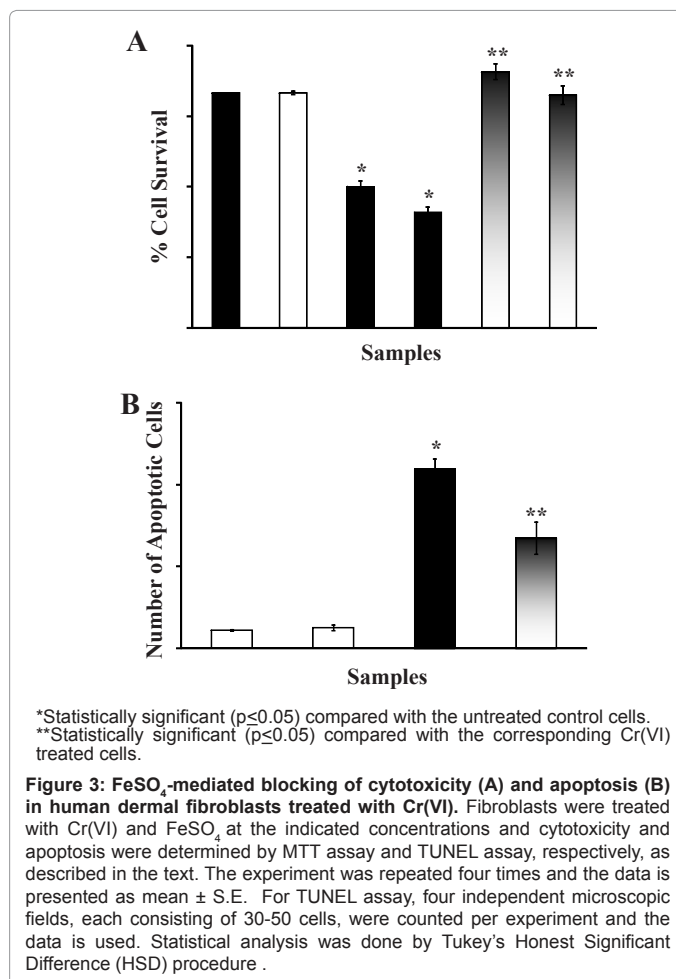 A
% Cell Survival
* * ** **
Samples
B
Number of Apoptotic Cells
* **
Samples
*Statistically significant (p≤0.05) compared with the untreated control cells.
**Statistically significant (p≤0.05) compared with the corresponding Cr(VI)
treated cells.
Figure 3: FeSO₄-mediated blocking of cytotoxicity (A) and apoptosis (B)
in human dermal fibroblasts treated with Cr(VI). Fibroblasts were treated
with Cr(VI) and FeSO₄ at the indicated concentrations and cytotoxicity and
apoptosis were determined by MTT assay and TUNEL assay, respectively, as
described in the text. The experiment was repeated four times and the data is
presented as mean ± S.E. For TUNEL assay, four independent microscopic
fields, each consisting of 30-50 cells, were counted per experiment and the
data is used. Statistical analysis was done by Tukey's Honest Significant
Difference (HSD) procedure .